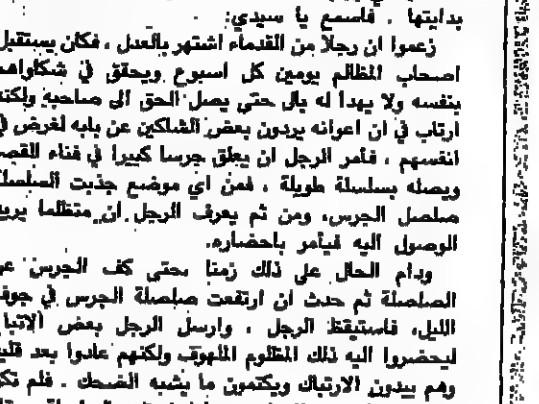 بدايتها . فاسمع يا سيدي:
زعموا ان رجلا من القدماء اشتهر بالعدل ، فكان يستقبل
اصحاب المظالم يومين كل اسبوع ويحقق في شكاواهم
بنفسه ولا يهدأ له بال حتى يصل الحق الى صاحبه ولكنه
ارتاب في ان اعوانه يردون بعض الشاكين عن بابه لغرض في
انفسهم ، فأمر الرجل ان يعلق جرسا كبيرا في فناء القصر
ويصله بسلسلة طويلة ، فمن اي موضع جذبت السلسلة
صلصل الجرس، ومن ثم يعرف الرجل ان متظلما يريد
الوصول اليه فيأمر باحضاره.
ودام الحال على ذلك زمنا حتى كف الجرس عن
الصلصلة ثم حدث ان ارتفعت صلصلة الجرس في جوف
الليل، فاستيقظ الرجل ، وارسل الرجل بعض الاتباع
ليحضروا اليه ذلك المظلوم الملهوف ولكنهم عادوا بعد قليل
وهم يبدون الارتباك ويكتمون ما يشبه الضحك . فلم تكن